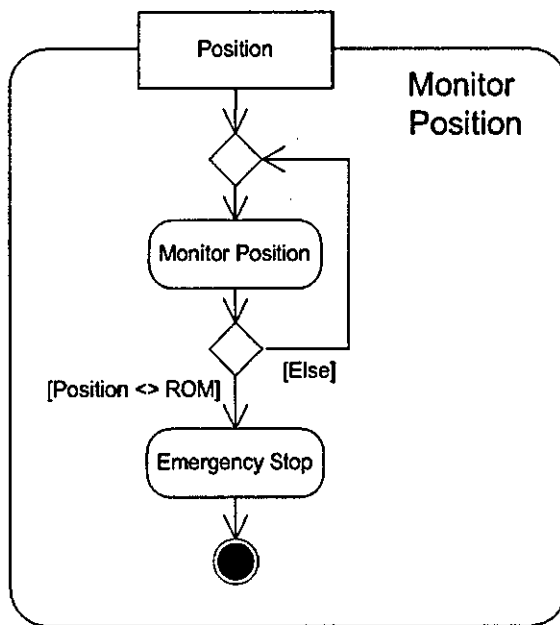 Position
Monitor
Position
Monitor Position
[Else]
[Position <> ROM]
Emergency Stop